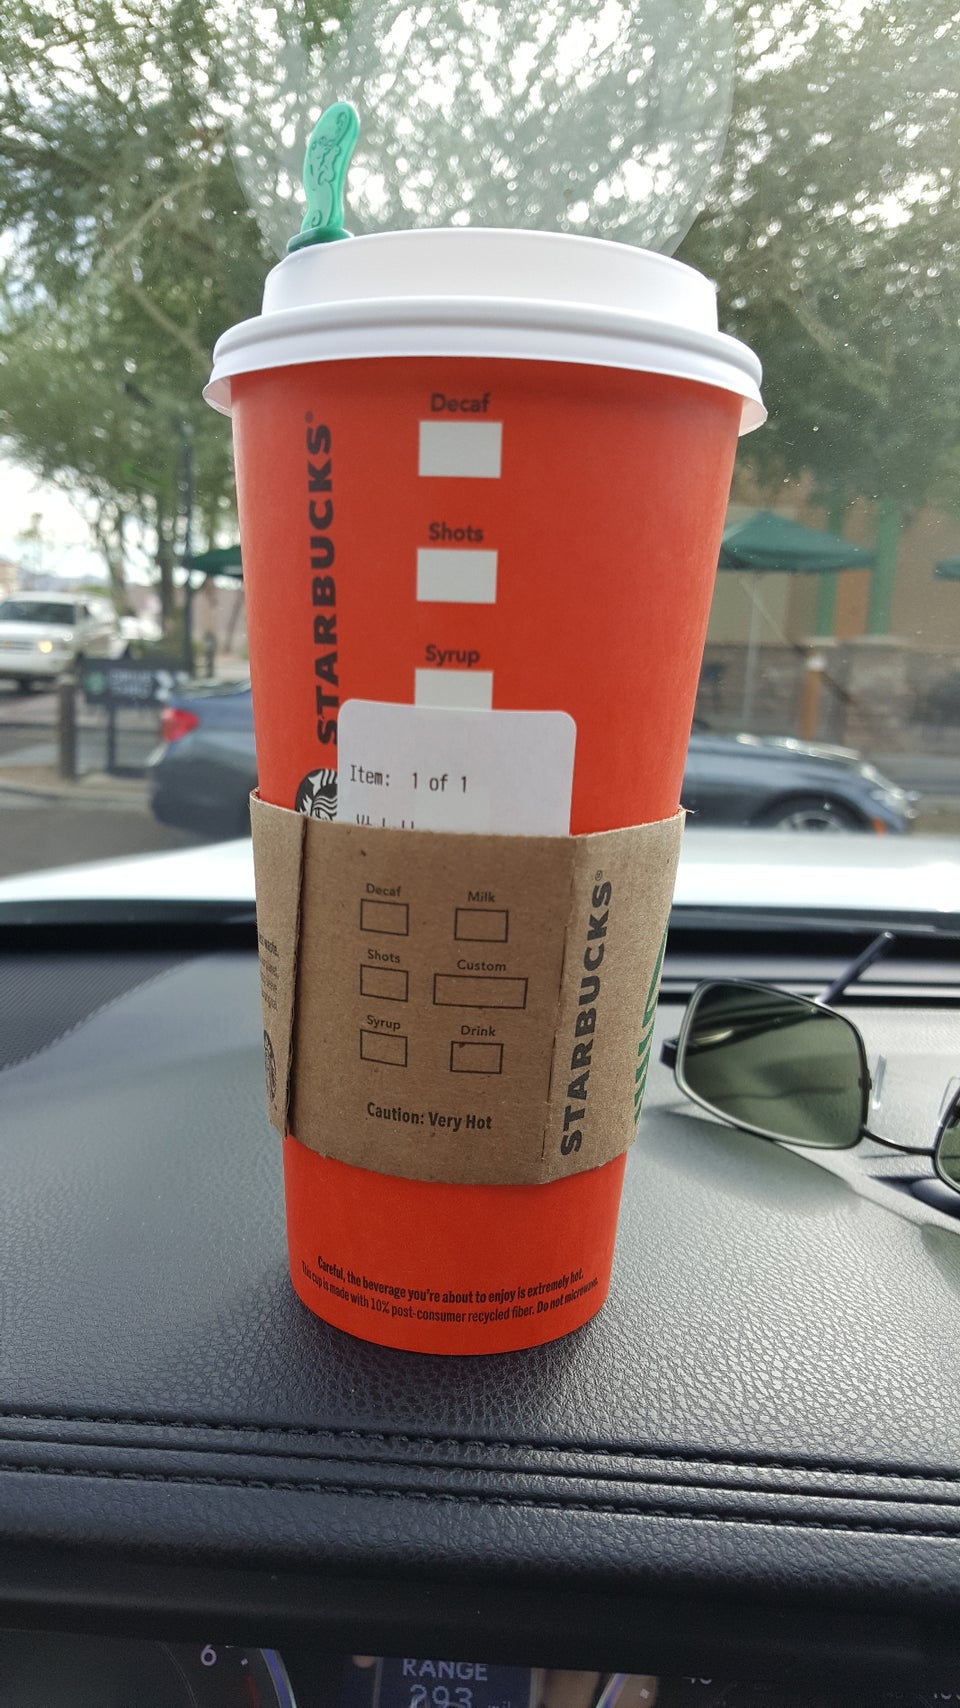 Decaf
STARBUCKS®
Shots
Syrup
Item: 1 of 1
Decaf
Milk
Shots
Custom
Syrup
Drink
Caution: Very Hot
STARBUCKS®
Careful, the beverage you're about to enjoy is extremely hot.
This cup is made with 10% post-consumer recycled fiber. Do not microwave.
6
RANGE
293